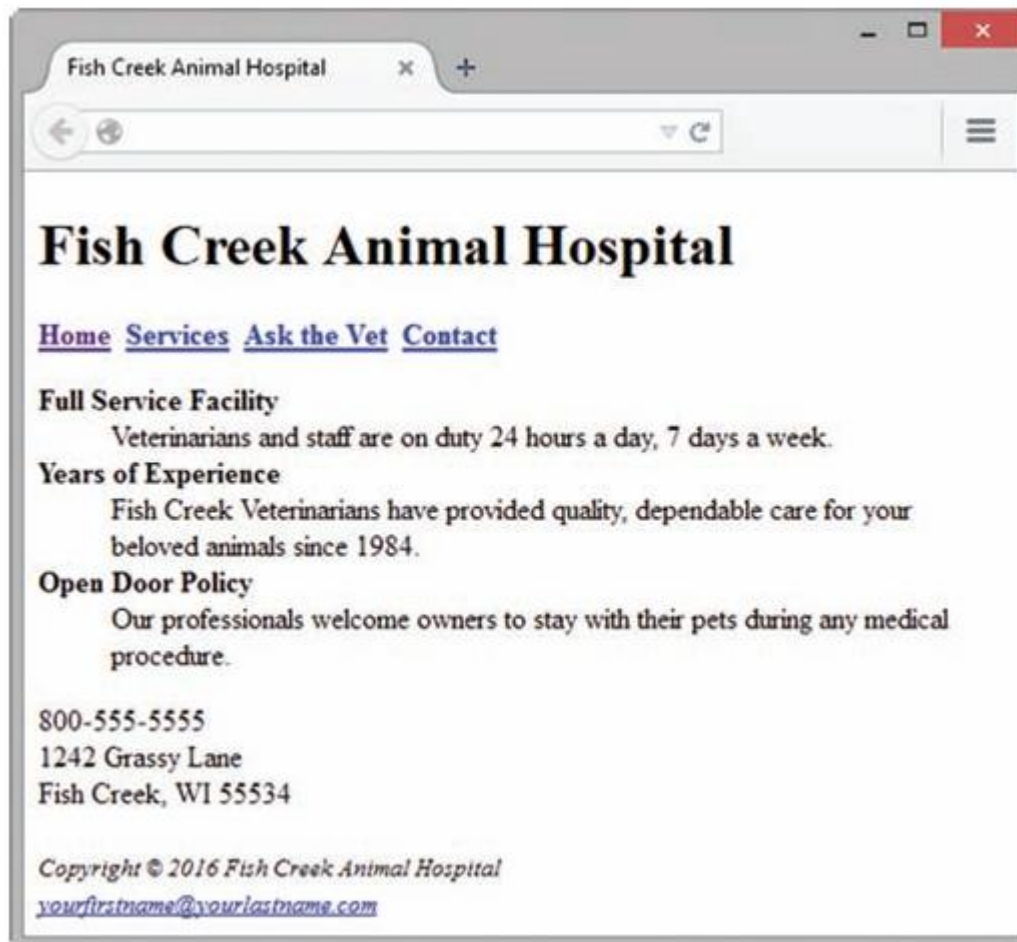 Fish Creek Animal Hospital
Fish Creek Animal Hospital
Home Services Ask the Vet Contact
Full Service Facility
Veterinarians and staff are on duty 24 hours a day, 7 days a week.
Years of Experience
Fish Creek Veterinarians have provided quality, dependable care for your
beloved animals since 1984.
Open Door Policy
Our professionals welcome owners to stay with their pets during any medical
procedure.
800-555-5555
1242 Grassy Lane
Fish Creek, WI 55534
Copyright © 2016 Fish Creek Animal Hospital
yourfirstname@yourlastname.com